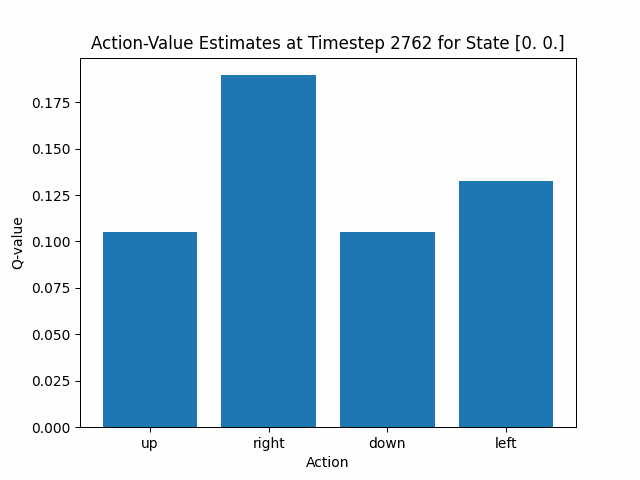 Action-Value Estimates at Timestep 2762 for State [0. 0.]
Q-value
0.175
0.150
0.125
0.100
0.075
0.050
0.025
0.000
up right down left
Action